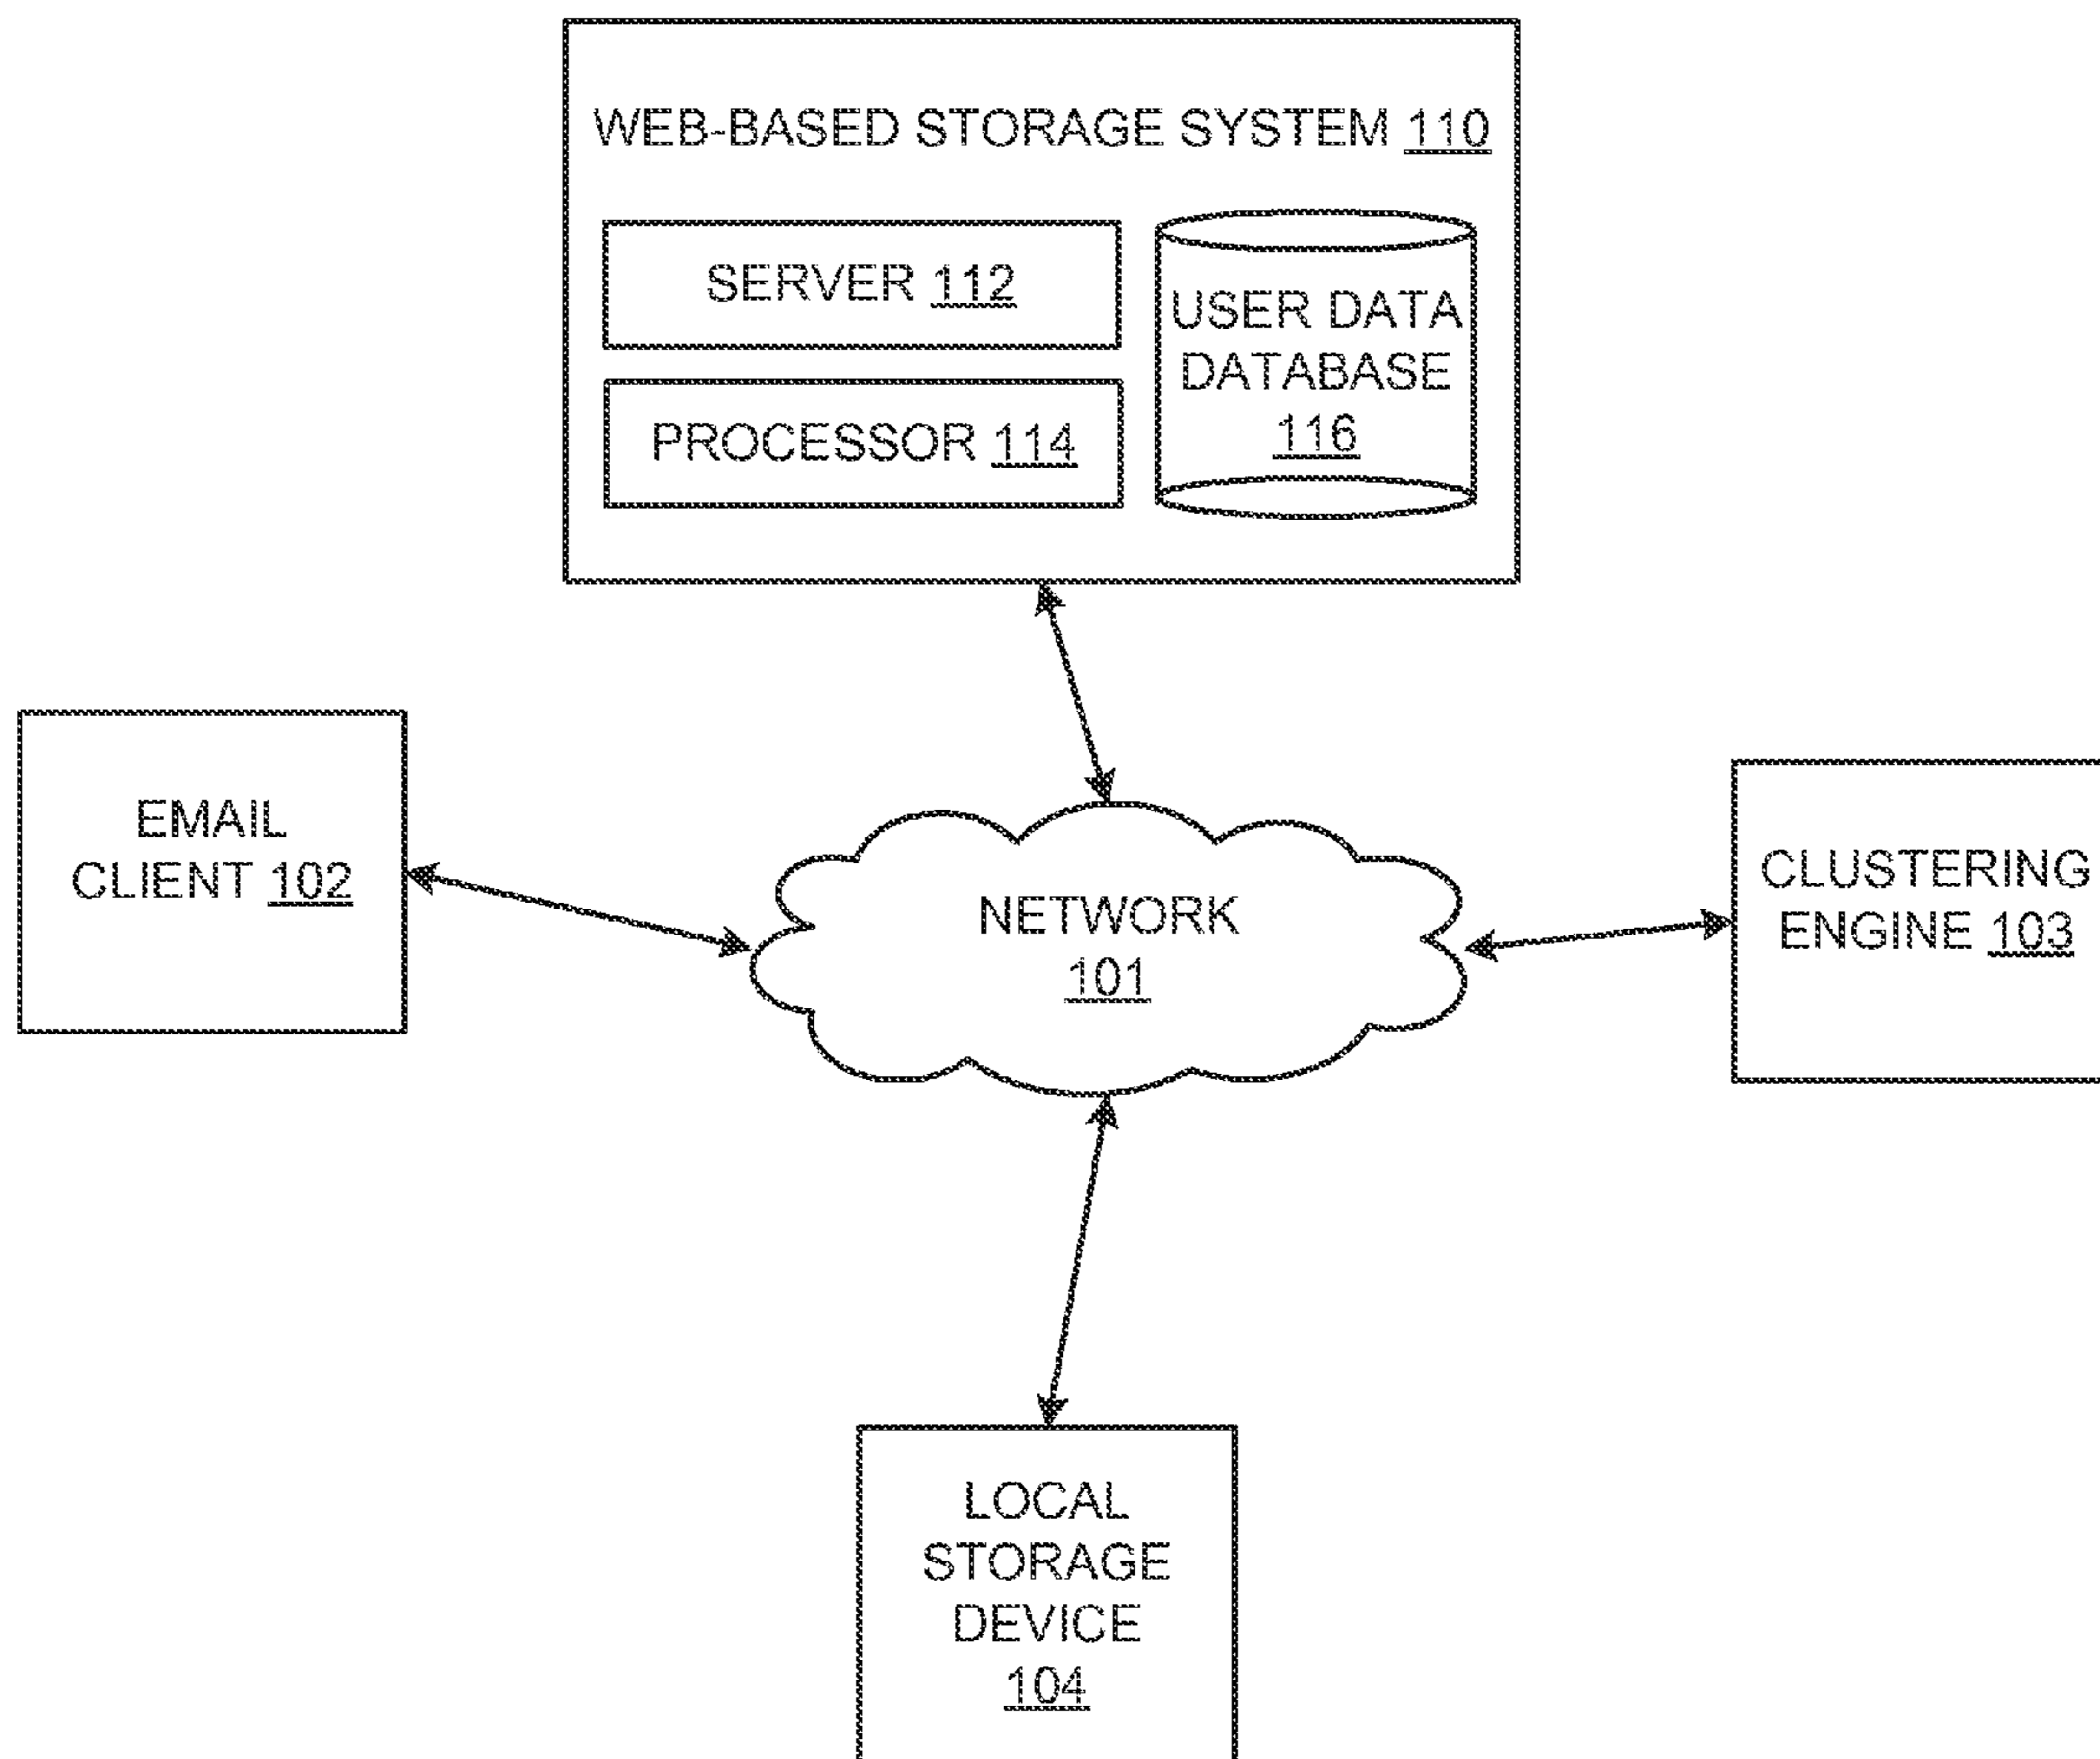 WEB-BASED STORAGE SYSTEM 110
SERVER 112
PROCESSOR 114
USER DATA
DATABASE
116
EMAIL
CLIENT 102
NETWORK
101
CLUSTERING
ENGINE 103
LOCAL
STORAGE
DEVICE
104